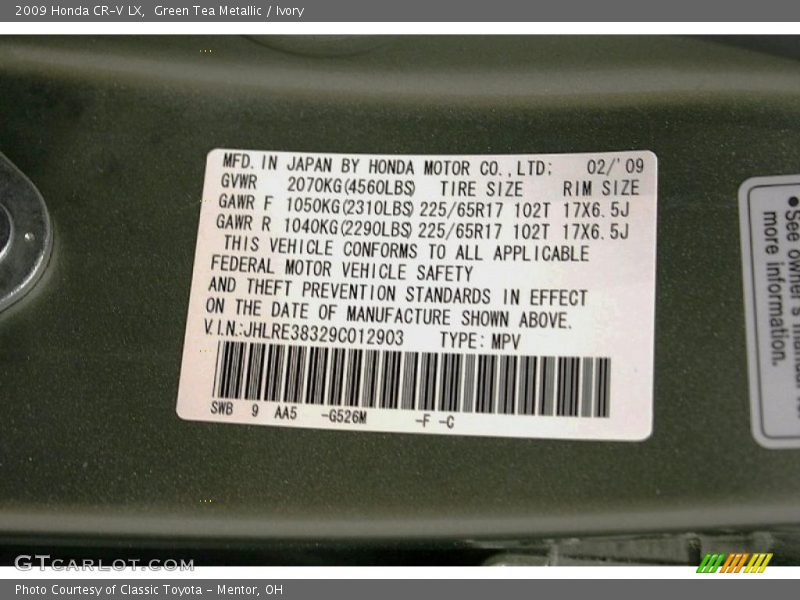 2009 Honda CR-V LX,  Green Tea Metallic / Ivory
MFD. IN JAPAN BY HONDA MOTOR CO.,LTD; 02/'09
GVWR 2070KG(4560LBS) TIRE SIZE RIM SIZE
GAWR F 1050KG(2310LBS) 225/65R17 102T 17X6.5J
GAWR R 1040KG(2290LBS) 225/65R17 102T 17X6.5J
THIS VEHICLE CONFORMS TO ALL APPLICABLE
FEDERAL MOTOR VEHICLE SAFETY
AND THEFT PREVENTION STANDARDS IN EFFECT
ON THE DATE OF MANUFACTURE SHOWN ABOVE.
V.I.N.:JHLRE38329C012903 TYPE: MPV
SWB 9 AA5 -G526M -F -C
●See owner's
more information.
GTCARLOT.COM
Photo Courtesy of Classic Toyota - Mentor, OH